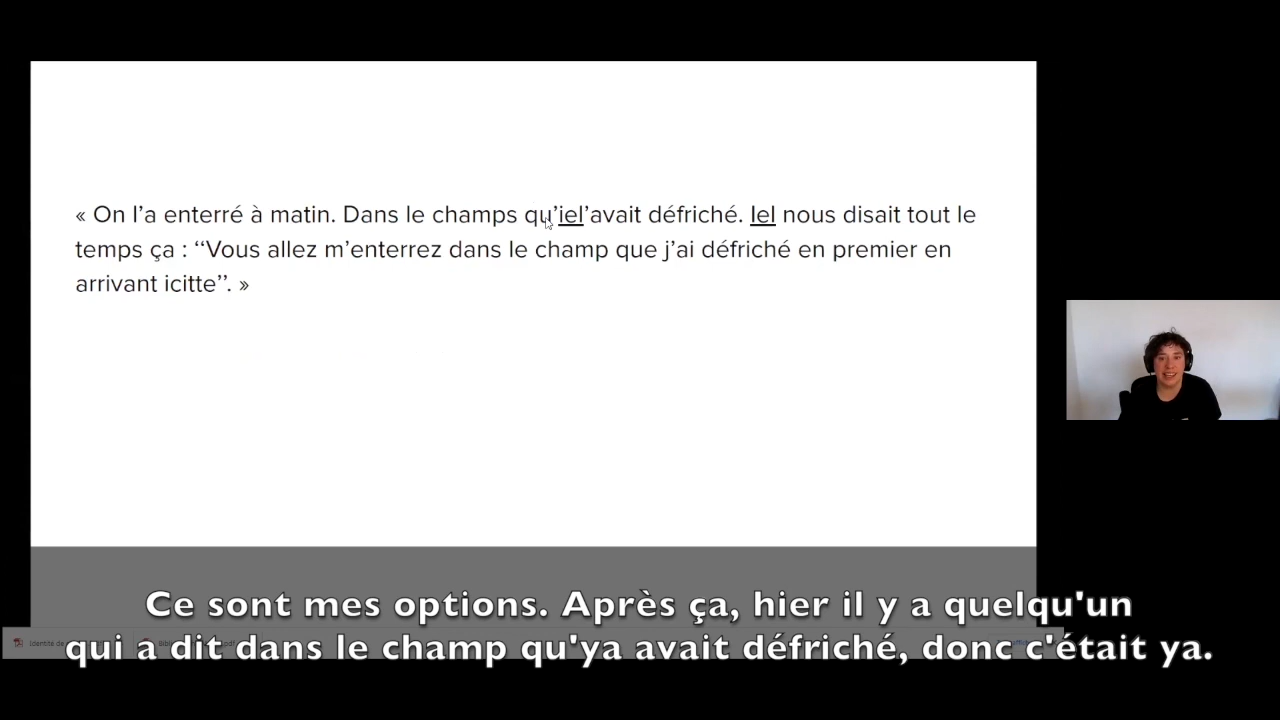 « On l’a enterré à matin. Dans le champs qu’iel’avait défriché. Iel nous disait tout le
temps ça : ‘‘Vous allez m’enterrez dans le champ que j’ai défriché en premier en
arrivant icitte’’. »
Ce sont mes options. Après ça, hier il y a quelqu'un
qui a dit dans le champ qu'ya avait défriché, donc c'était ya.